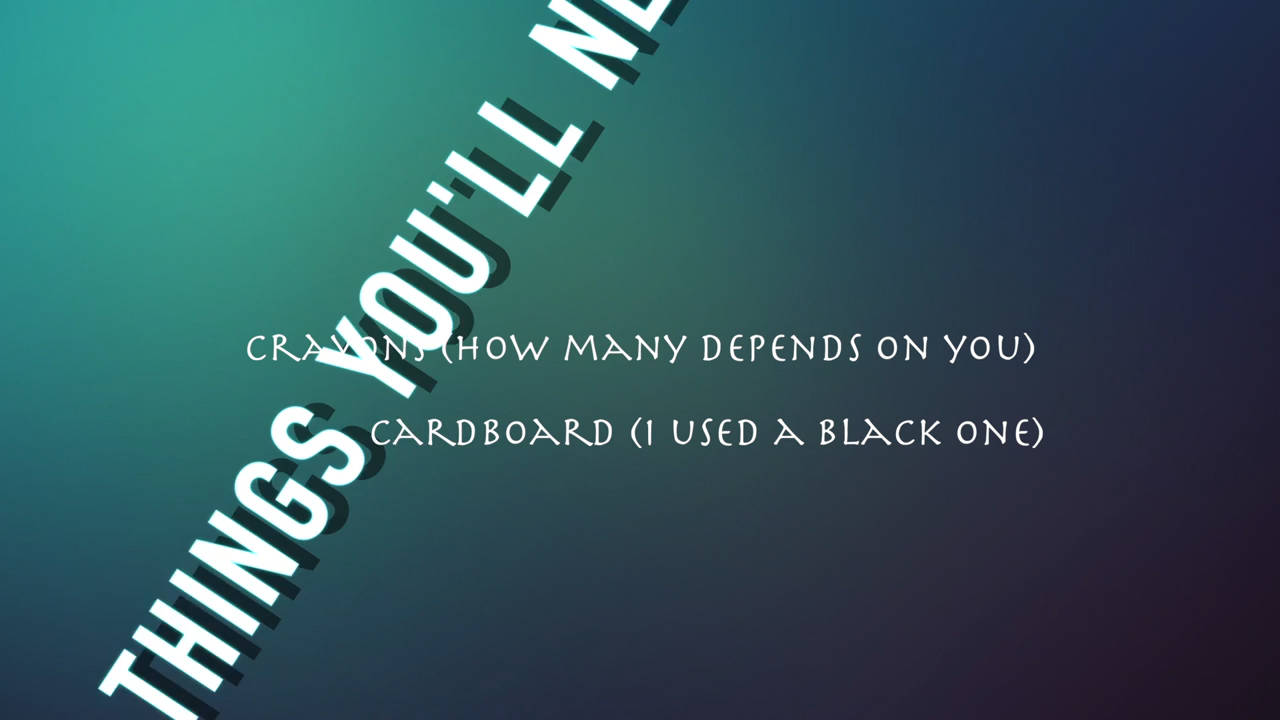 THINGS YOU'LL NE
CRAYONS (HOW MANY DEPENDS ON YOU)
CARDBOARD (I USED A BLACK ONE)